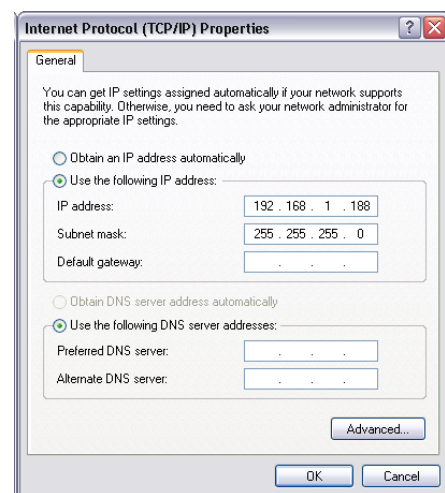 Internet Protocol (TCP/IP) Properties
General
You can get IP settings assigned automatically if your network supports
this capability. Otherwise, you need to ask your network administrator for
the appropriate IP settings.
Obtain an IP address automatically
Use the following IP address:
IP address: 192 . 168 . 1 . 188
Subnet mask: 255 . 255 . 255 . 0
Default gateway: . . .
Obtain DNS server address automatically
Use the following DNS server addresses:
Preferred DNS server: . . .
Alternate DNS server: . . .
Advanced...
OK Cancel